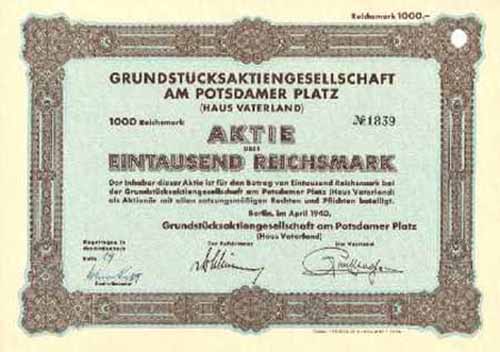 Reichsmark 1000.-
GRUNDSTÜCKSAKTIENGESELLSCHAFT
AM POTSDAMER PLATZ
(HAUS VATERLAND)
1000 Reichsmark
№1839
AKTIE
ÜBER
EINTAUSEND REICHSMARK
Der Inhaber dieser Aktie ist für den Betrag von Eintausend Reichsmark bei
der Grundstücksaktiengesellschaft am Potsdamer Platz (Haus Vaterland)
als Aktionär mit allen satzungsmäßigen Rechten und Pflichten beteiligt.
Berlin, im April 1940.
Grundstücksaktiengesellschaft am Potsdamer Platz
(Haus Vaterland)
Eingetragen im
Der Aufsichtsrat
Der Vorstand
Seite